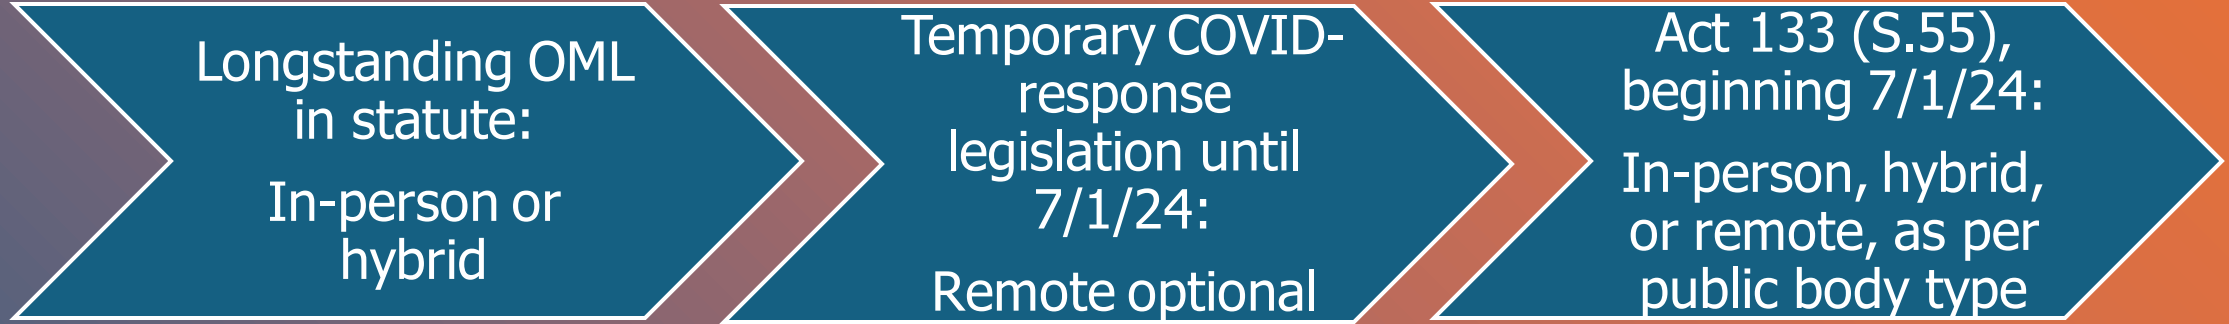 Longstanding OML
in statute:
In-person or
hybrid
Temporary COVID-
response
legislation until
7/1/24:
Remote optional
Act 133 (S.55),
beginning 7/1/24:
In-person, hybrid,
or remote, as per
public body type